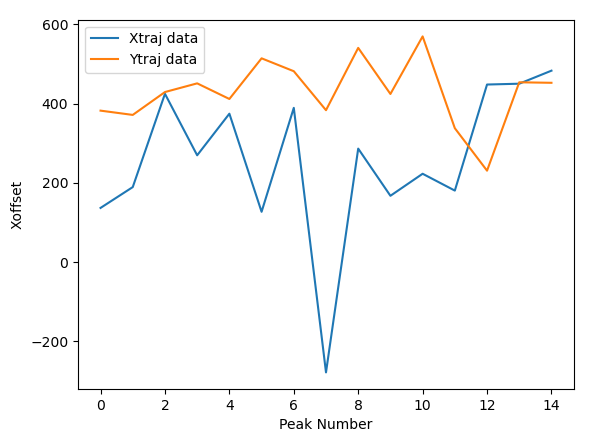 Xtraj data
Ytraj data
600
400
200
0
−200
Xoffset
0 2 4 6 8 10 12 14
Peak Number